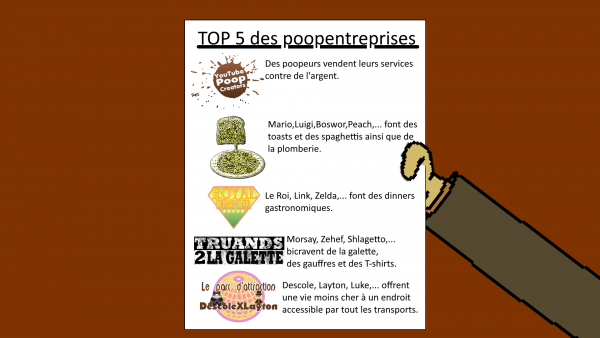 TOP 5 des poopentreprises
YouTube
Poop
Creators
Des poopeurs vendent leurs services
contre de l'argent.
Mario,Luigi,Boswor,Peach,... font des
toasts et des spaghettis ainsi que de
la plomberie.
ROYAL
DINNER
Le Roi, Link, Zelda,... font des dinners
gastronomiques.
TRUANDS
2 LA GALETTE
Morsay, Zehef, Shlagetto,...
bicravent de la galette,
des gauffres et des T-shirts.
Le parc d'attraction
DescoleXLayton
Descole, Layton, Luke,... offrent
une vie moins cher à un endroit
accessible par tout les transports.